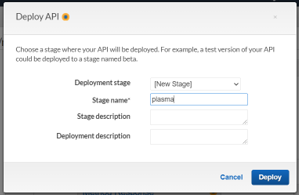 Deploy API
Choose a stage where your API will be deployed. For example, a test version of your API
could be deployed to a stage named beta.
Deployment stage [New Stage]
Stage name* plasma
Stage description
Deployment description
Cancel Deploy